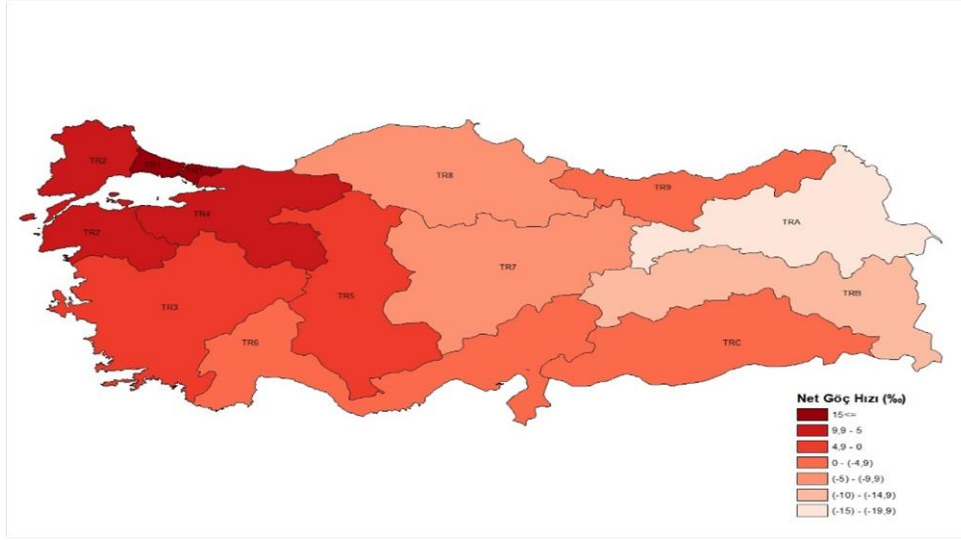 TR2
TR8
TR9
TR4
TRA
TR2
TR7
TRB
TR5
TR3
TR6
TRC
Net Göç Hızı (‰)
15<=
9,9 - 5
4,9 - 0
0 - (-4,9)
(-5) - (-9,9)
(-10) - (-14,9)
(-15) - (-19,9)